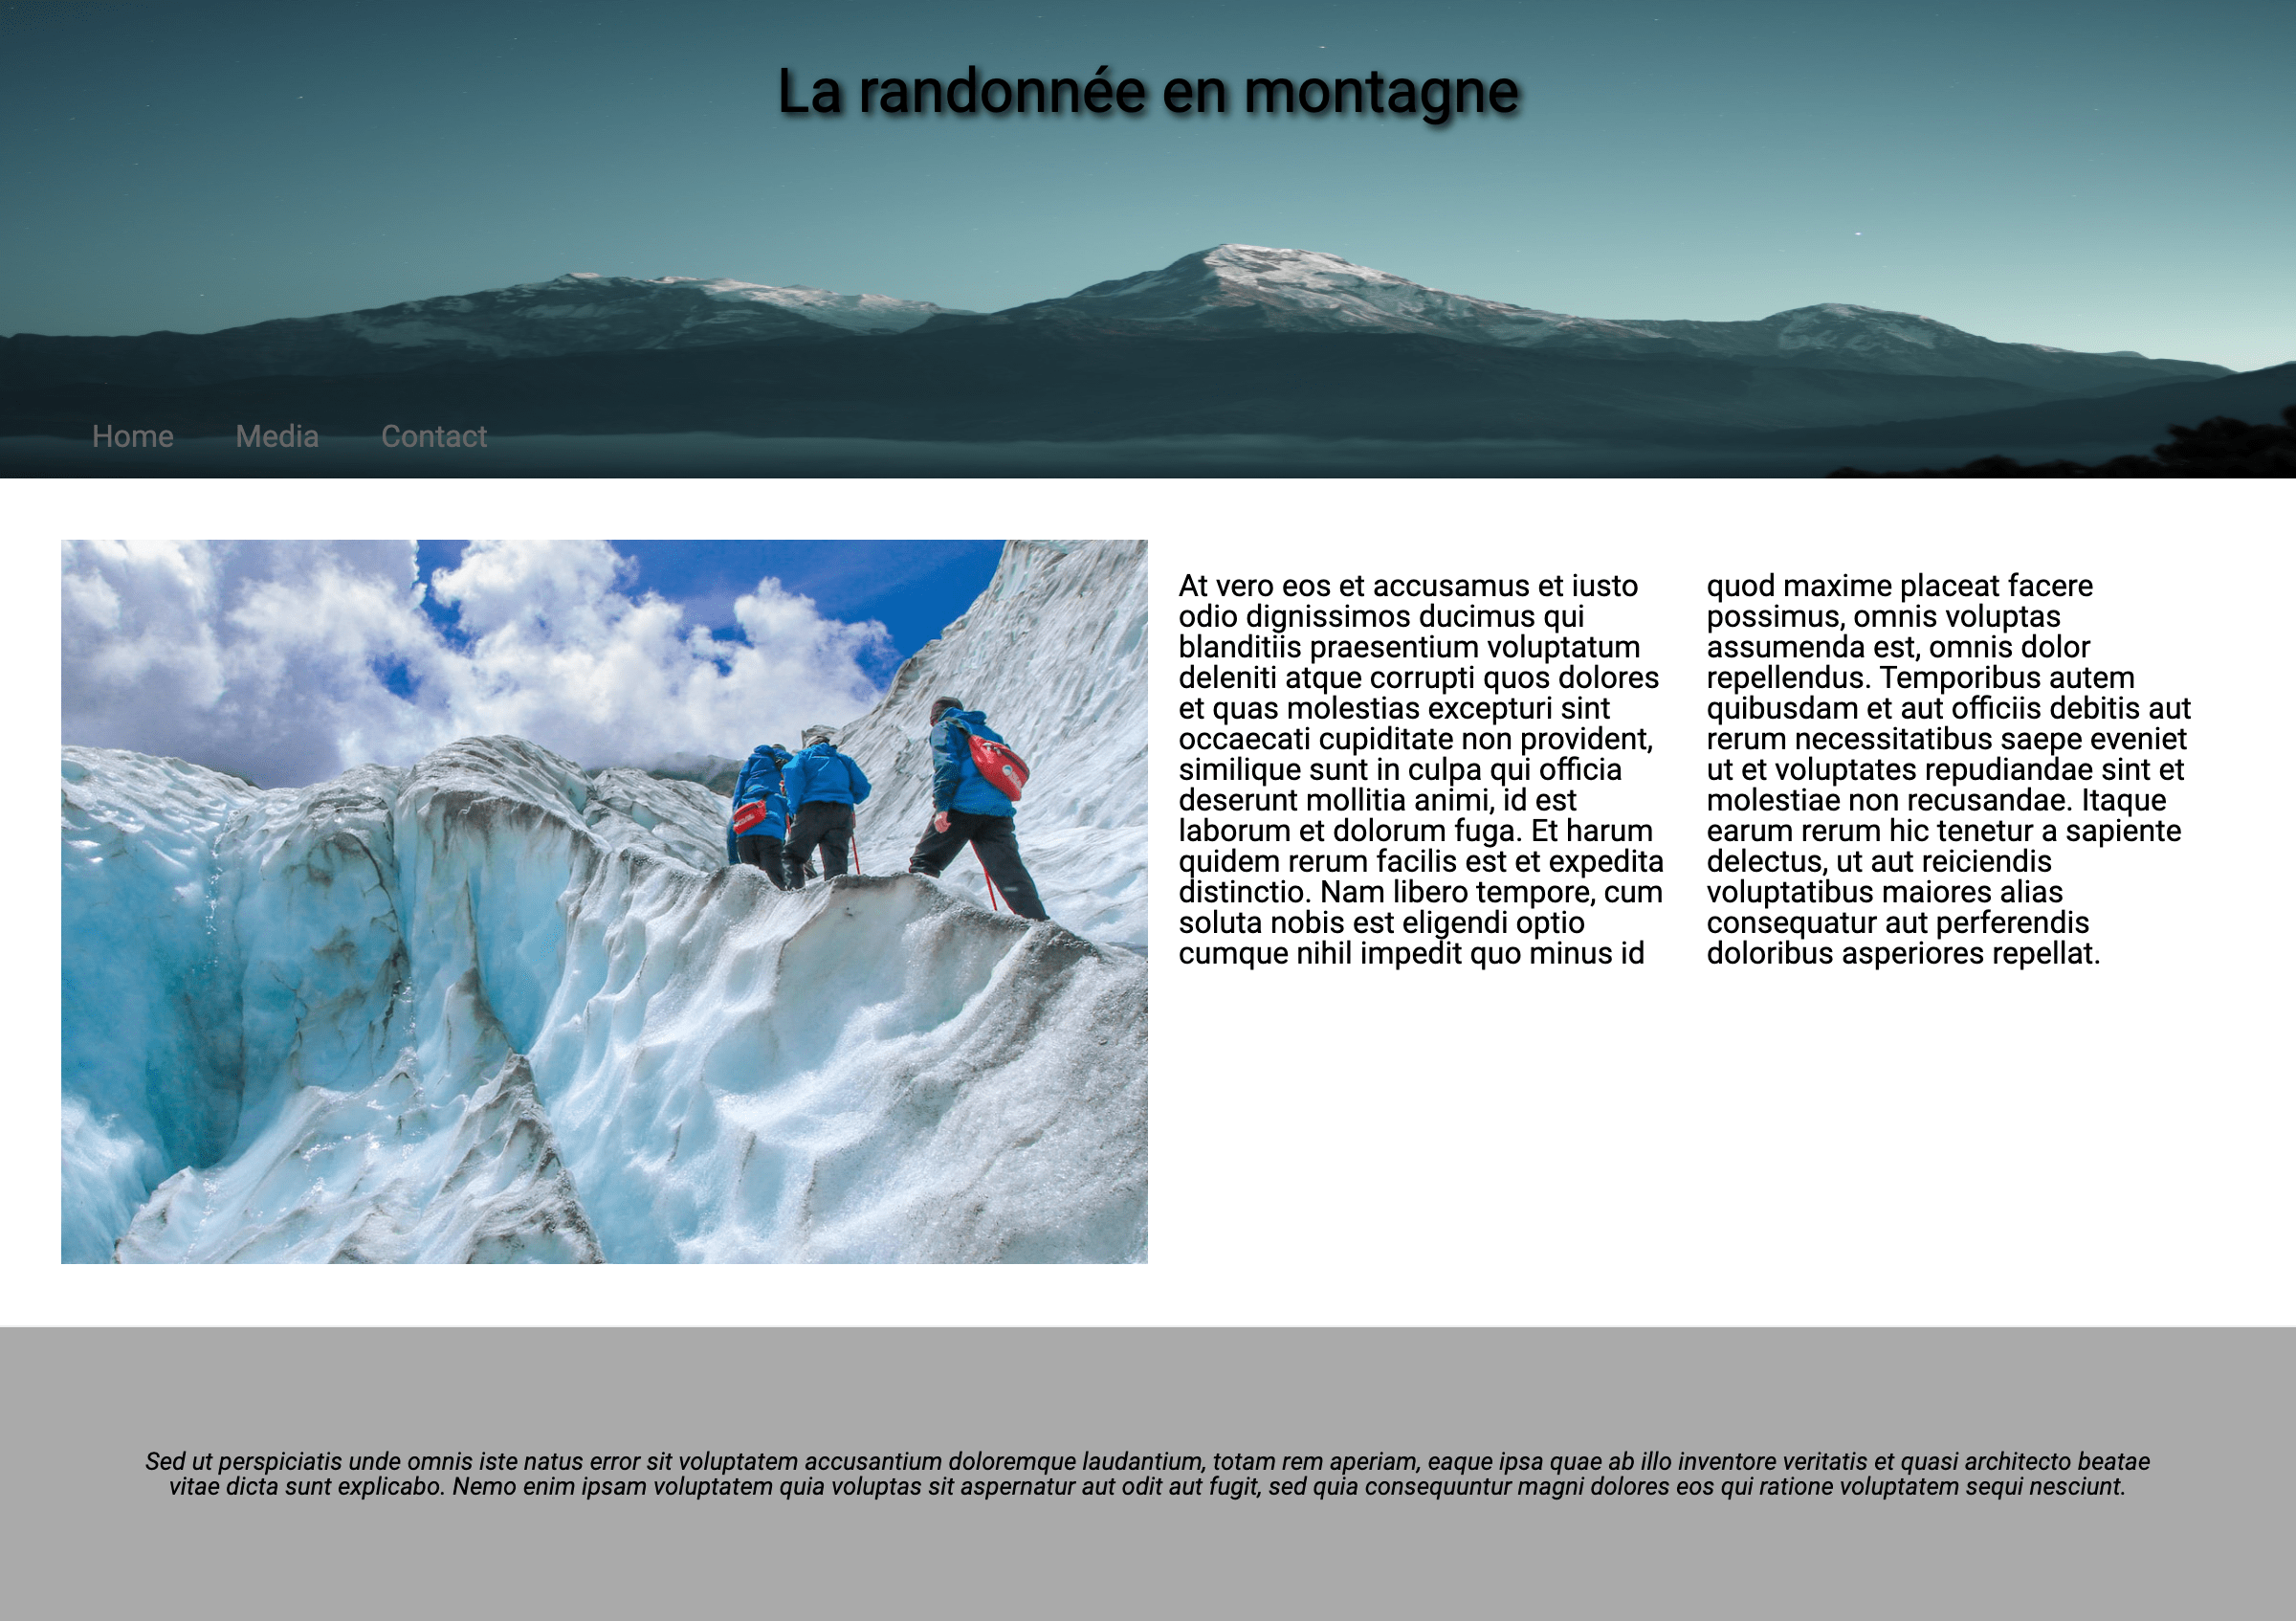 La randonnée en montagne
Home Media Contact
At vero eos et accusamus et iusto
odio dignissimos ducimus qui
blanditiis praesentium voluptatum
deleniti atque corrupti quos dolores
et quas molestias excepturi sint
occaecati cupiditate non provident,
similique sunt in culpa qui officia
deserunt mollitia animi, id est
laborum et dolorum fuga. Et harum
quidem rerum facilis est et expedita
distinctio. Nam libero tempore, cum
soluta nobis est eligendi optio
cumque nihil impedit quo minus id
quod maxime placeat facere
possimus, omnis voluptas
assumenda est, omnis dolor
repellendus. Temporibus autem
quibusdam et aut officiis debitis aut
rerum necessitatibus saepe eveniet
ut et voluptates repudiandae sint et
molestiae non recusandae. Itaque
earum rerum hic tenetur a sapiente
delectus, ut aut reiciendis
voluptatibus maiores alias
consequatur aut perferendis
doloribus asperiores repellat.
Sed ut perspiciatis unde omnis iste natus error sit voluptatem accusantium doloremque laudantium, totam rem aperiam, eaque ipsa quae ab illo inventore veritatis et quasi architecto beatae
vitae dicta sunt explicabo. Nemo enim ipsam voluptatem quia voluptas sit aspernatur aut odit aut fugit, sed quia consequuntur magni dolores eos qui ratione voluptatem sequi nesciunt.